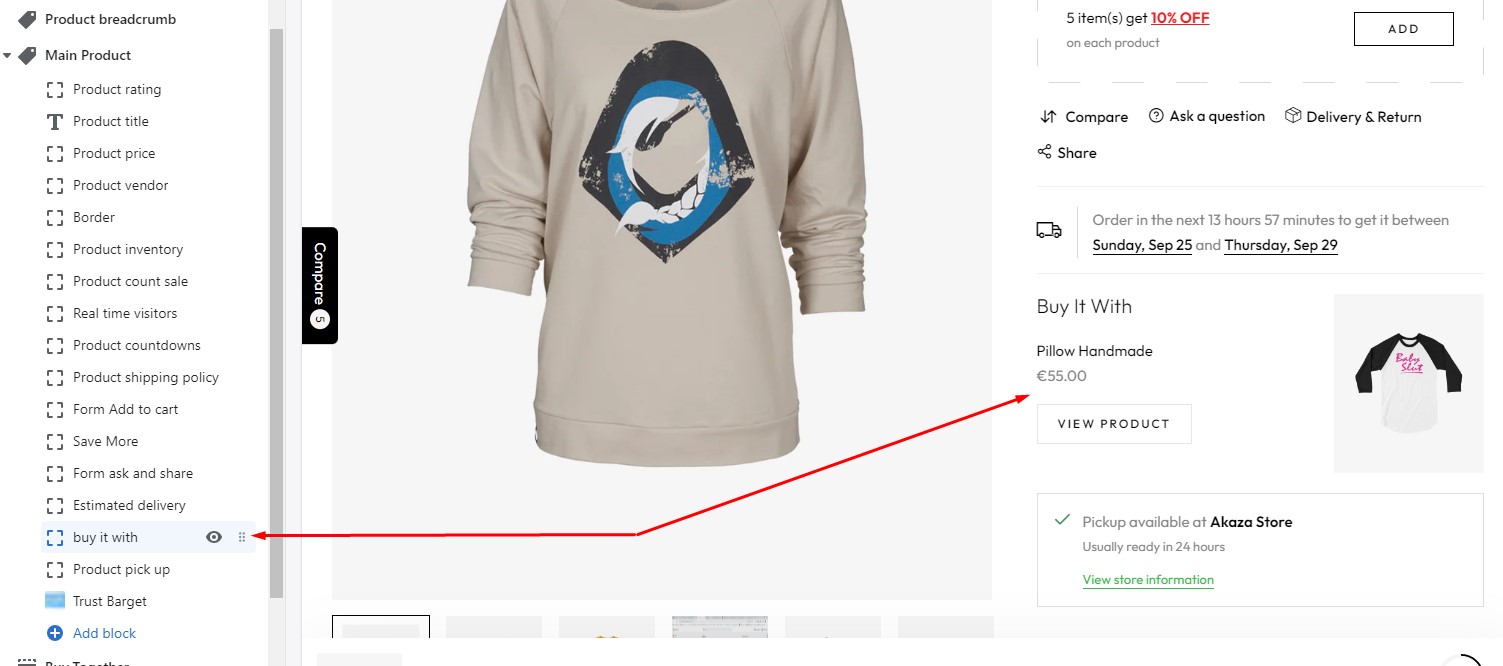 Product breadcrumb
Main Product
Product rating
Product title
Product price
Product vendor
Border
Product inventory
Product count sale
Real time visitors
Product countdowns
Product shipping policy
Form Add to cart
Save More
Form ask and share
Estimated delivery
buy it with
Product pick up
Trust Barget
Add block
Buy Together
Compare 5
5 item(s) get 10% OFF
on each product
ADD
Compare
Ask a question
Delivery & Return
Share
Order in the next 13 hours 57 minutes to get it between
Sunday, Sep 25 and Thursday, Sep 29
Buy It With
Pillow Handmade
€55.00
VIEW PRODUCT
Baby
Slut
Pickup available at Akaza Store
Usually ready in 24 hours
View store information